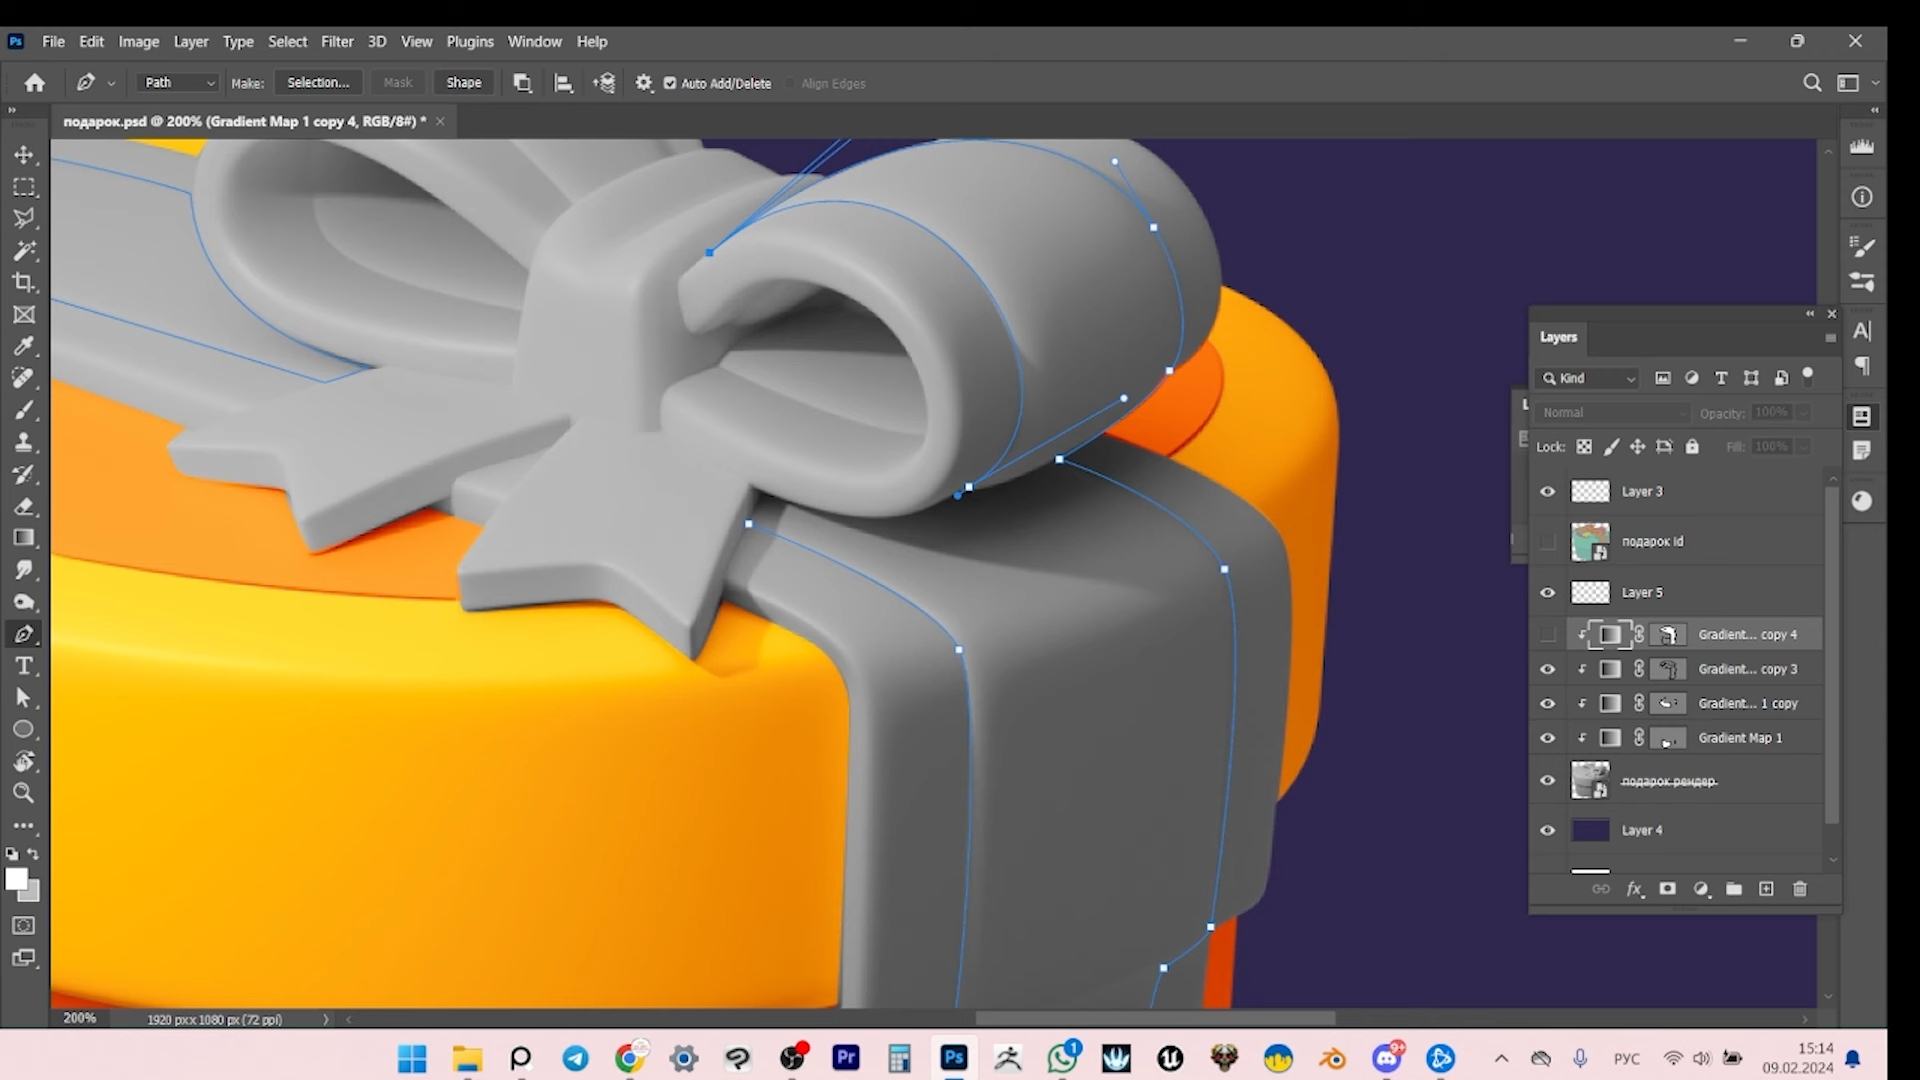 Ps File Edit Image Layer Type Select Filter 3D View Plugins Window Help
Path Make: Selection... Mask Shape Auto Add/Delete Align Edges
подарок.psd @ 200% (Gradient Map 1 copy 4, RGB/8#) *
Layers
Kind
Normal Opacity: 100%
Lock: Fill: 100%
Layer 3
подарок id
Layer 5
Gradient... copy 4
Gradient... copy 3
Gradient... 1 copy
Gradient Map 1
подарок рендер
Layer 4
200% 1920 px x 1080 px (72 ppi)
Pr Ps 1 9+ РУС 15:14
09.02.2024